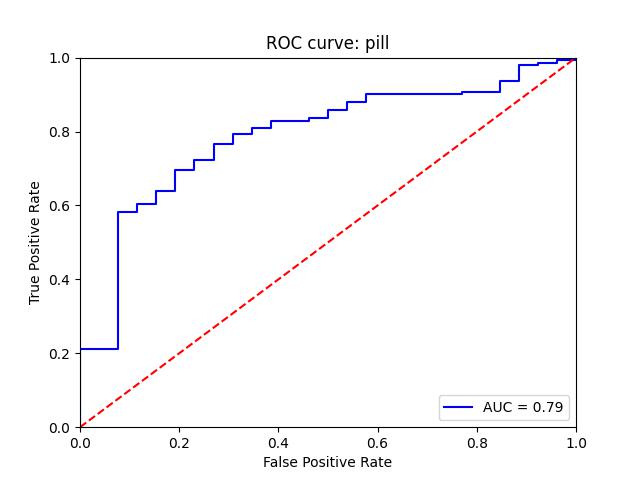 ROC curve: pill
True Positive Rate
1.0
0.8
0.6
0.4
0.2
0.0
AUC = 0.79
0.0 0.2 0.4 0.6 0.8 1.0
False Positive Rate